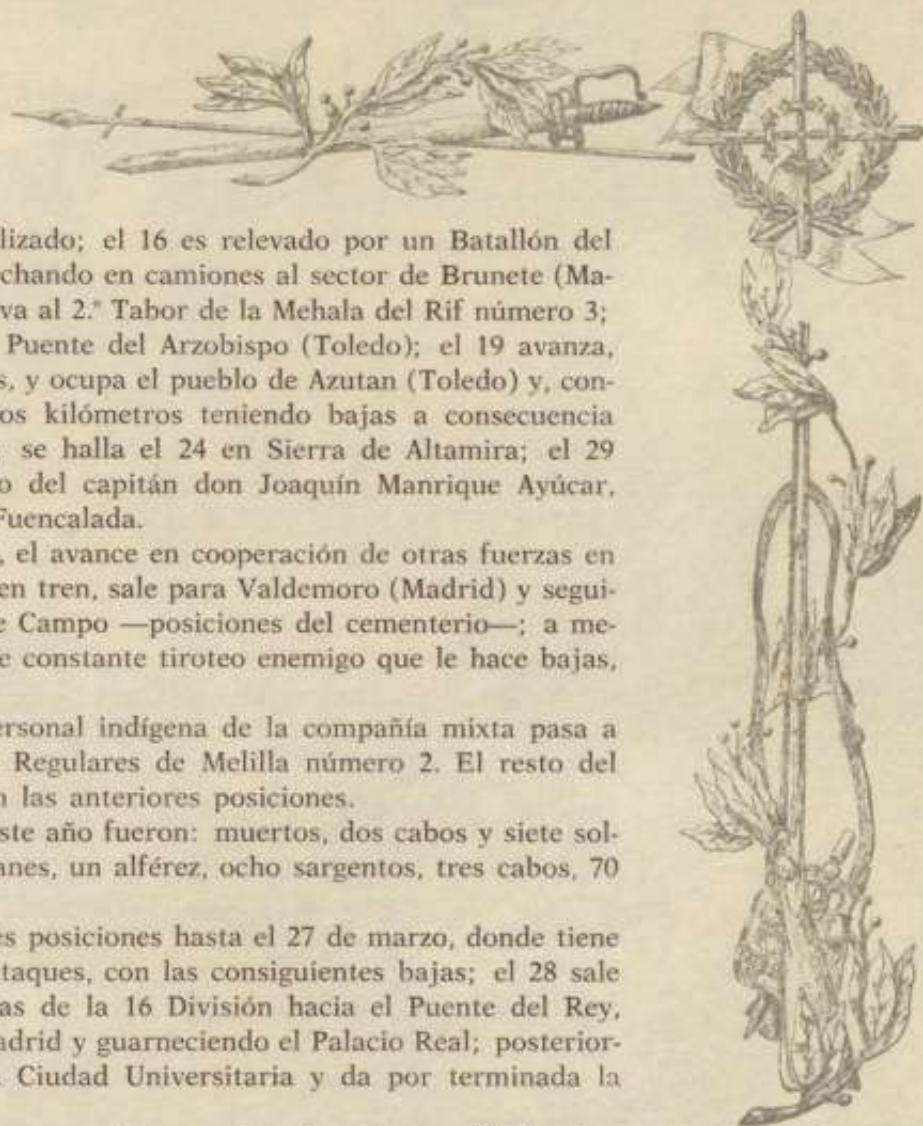 lizado; el 16 es relevado por un Batallón del
chando en camiones al sector de Brunete (Ma-
va al 2.º Tabor de la Mehala del Rif número 3;
Puente del Arzobispo (Toledo); el 19 avanza,
s, y ocupa el pueblo de Azutan (Toledo) y, con-
os kilómetros teniendo bajas a consecuencia
se halla el 24 en Sierra de Altamira; el 29
o del capitán don Joaquín Manrique Ayúcar,
Fuencalada.
, el avance en cooperación de otras fuerzas en
en tren, sale para Valdemoro (Madrid) y segui-
e Campo —posiciones del cementerio—; a me-
e constante tiroteo enemigo que le hace bajas,
ersonal indígena de la compañía mixta pasa a
Regulares de Melilla número 2. El resto del
n las anteriores posiciones.
ste año fueron: muertos, dos cabos y siete sol-
anes, un alférez, ocho sargentos, tres cabos, 70
es posiciones hasta el 27 de marzo, donde tiene
taques, con las consiguientes bajas; el 28 sale
as de la 16 División hacia el Puente del Rey,
adrid y guarneciendo el Palacio Real; posterior-
a Ciudad Universitaria y da por terminada la